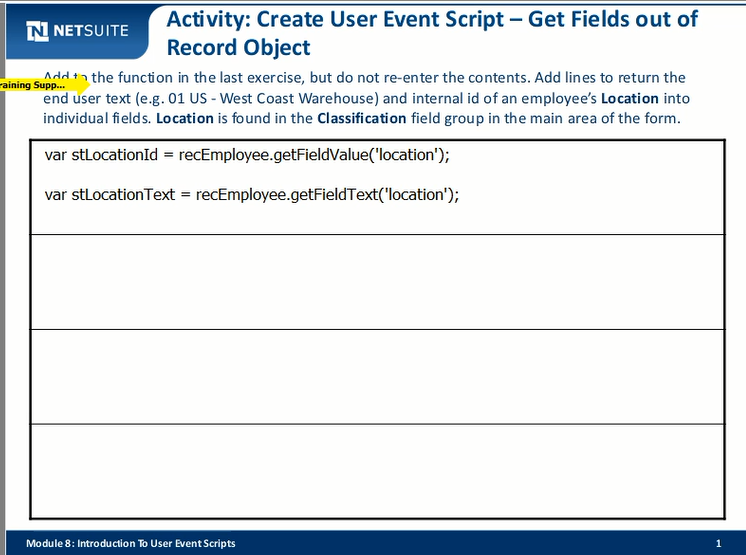 NETSUITE
Activity: Create User Event Script – Get Fields out of
Record Object
Add to the function in the last exercise, but do not re-enter the contents. Add lines to return the
raining Supp...
end user text (e.g. 01 US - West Coast Warehouse) and internal id of an employee's Location into
individual fields. Location is found in the Classification field group in the main area of the form.
var stLocationId = recEmployee.getFieldValue('location');
var stLocationText = recEmployee.getFieldText('location');
Module 8: Introduction To User Event Scripts
1